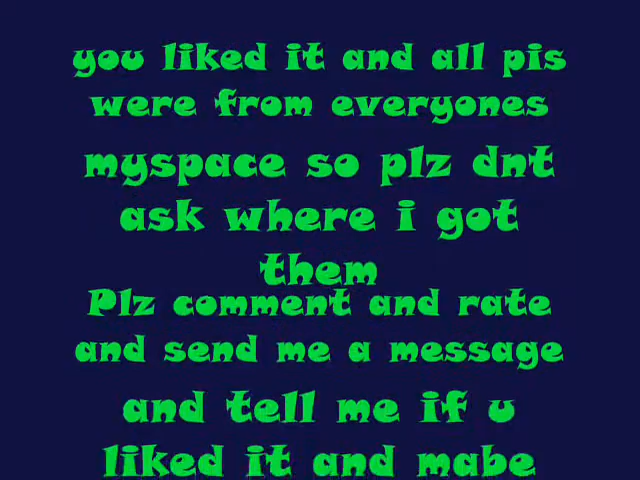 you liked it and all pis
were from everyones
myspace so plz dnt
ask where i got
them
Plz comment and rate
and send me a message
and tell me if u
liked it and mabe